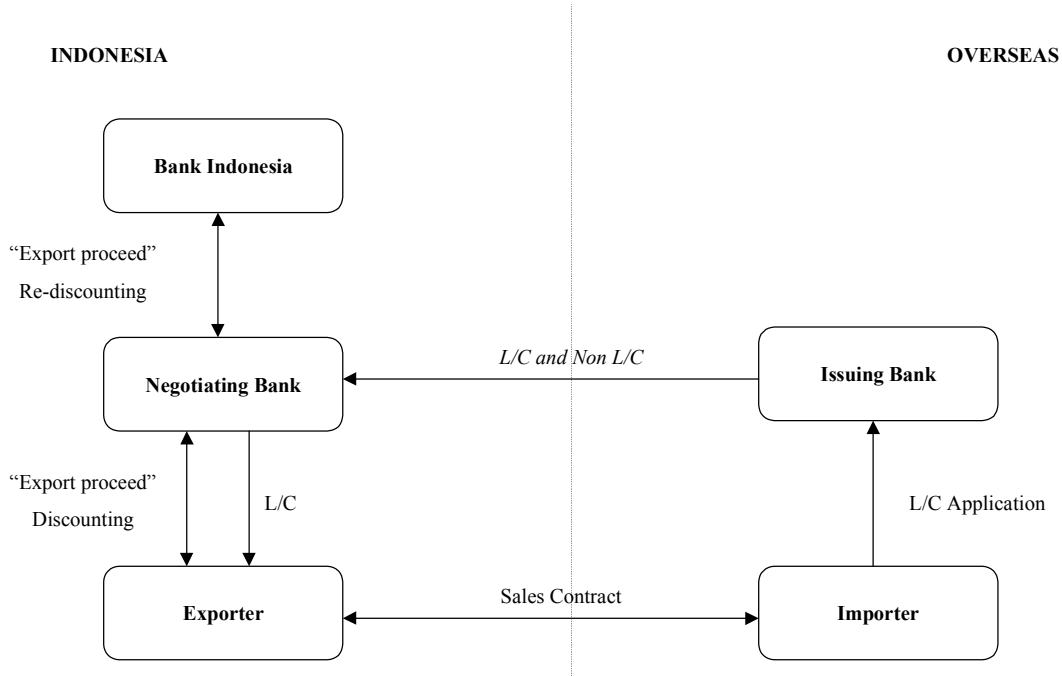 INDONESIA
OVERSEAS
Bank Indonesia
“Export proceed”
Re-discounting
L/C and Non L/C
Negotiating Bank
Issuing Bank
“Export proceed”
Discounting
L/C
L/C Application
Sales Contract
Exporter
Importer